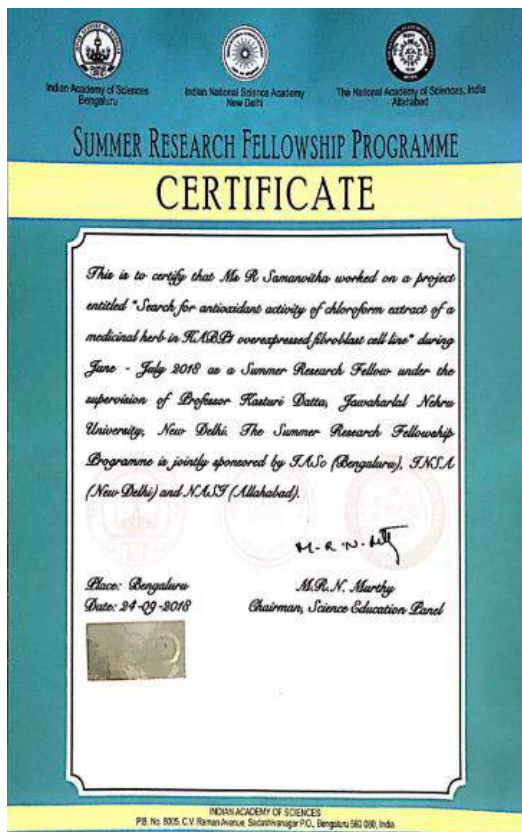 Indian Academy of Sciences
Bengaluru
Indian National Science Academy
New Delhi
The National Academy of Sciences, India
Allahabad
SUMMER RESEARCH FELLOWSHIP PROGRAMME
CERTIFICATE
This is to certify that Ms R Samanvitha worked on a project
entitled "Search for antioxidant activity of chloroform extract of a
medicinal herb in HABP1 overexpressed fibroblast cell line" during
June - July 2018 as a Summer Research Fellow under the
supervision of Professor Kasturi Datta, Jawaharlal Nehru
University, New Delhi. The Summer Research Fellowship
Programme is jointly sponsored by IASc (Bengaluru), INSA
(New Delhi) and NASI (Allahabad).
Place: Bengaluru
Date: 24-09-2018
M.R.N. Murthy
Chairman, Science Education Panel
INDIAN ACADEMY OF SCIENCES
P.B. No. 8005, C.V. Raman Avenue, Sadashivanagar P.O., Bengaluru 560 080, India